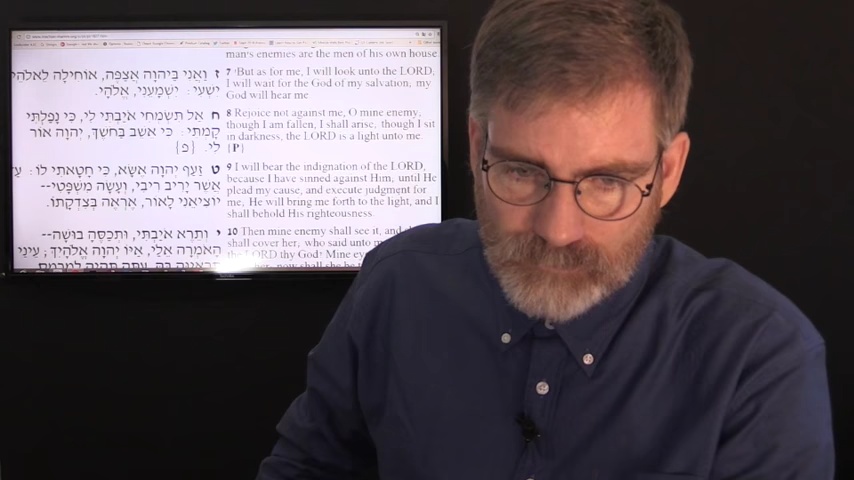 man's enemies are the men of his own house.
ז וַאֲנִי בַּיהוָה אֲצַפֶּה, אוֹחִילָה לֵאלֹהֵי
יִשְׁעִי: יִשְׁמָעֵנִי, אֱלֹהָי.
7 'But as for me, I will look unto the LORD,
I will wait for the God of my salvation, my
God will hear me
ח אַל תִּשְׂמְחִי אֹיַבְתִּי לִי, כִּי נָפַלְתִּי
קָמְתִּי: כִּי אֵשֵׁב בַּחֹשֶׁךְ, יְהוָה אוֹר
לִי. {פ}
8 Rejoice not against me, O mine enemy,
though I am fallen, I shall arise, though I sit
in darkness, the LORD is a light unto me.
{P}
ט זַעַף יְהוָה אֶשָּׂא, כִּי חָטָאתִי לוֹ:
אֲשֶׁר יָרִיב רִיבִי, וְעָשָׂה מִשְׁפָּטִי--
יוֹצִיאֵנִי לָאוֹר, אֶרְאֶה בְּצִדְקָתוֹ.
9 I will bear the indignation of the LORD,
because I have sinned against Him, until He
plead my cause, and execute judgment for
me, He will bring me forth to the light, and I
shall behold His righteousness
י וְתֵרֶא אֹיַבְתִּי, וּתְכַסֶּהָ בוּשָׁה--
הָאֹמְרָה אֵלַי, אַיּוֹ יְהוָה אֱלֹהָיִךְ; עֵינַי
תִּרְאֶינָּה בָּהּ, עַתָּה תִּהְיֶה לְמִרְמָס
10 Then mine enemy shall see it, and
shall cover her, who said unto
the LORD thy God? Mine
her, now shall she be